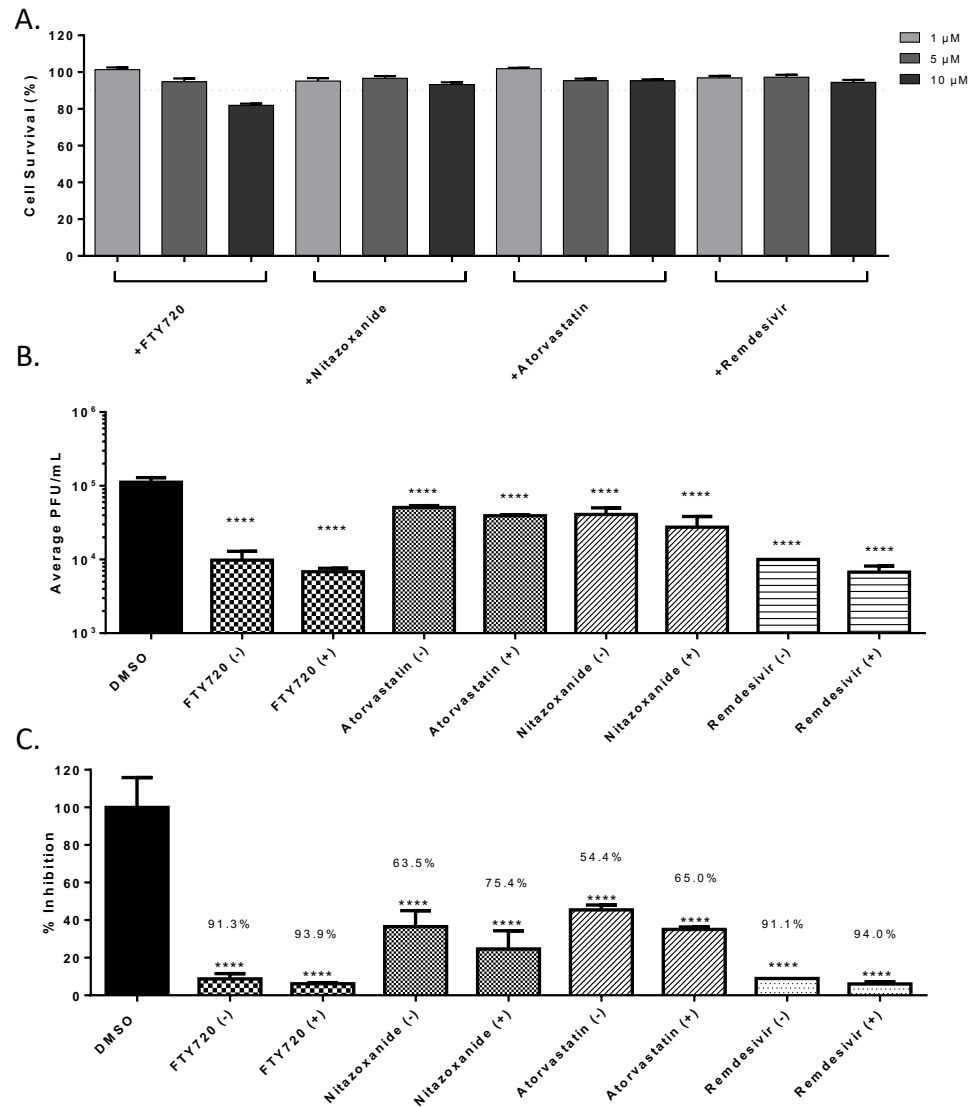 A.
Cell Survival (%)
120
100
80
60
40
20
0
1 µM
5 µM
10 µM
+FTY720
+Nitazoxanide
+Atorvastatin
+Remdesivir
B.
Average PFU/mL
10⁶
10⁵
10⁴
10³
****
****
****
****
****
****
****
****
DMSO
FTY720 (-)
FTY720 (+)
Atorvastatin (-)
Atorvastatin (+)
Nitazoxanide (-)
Nitazoxanide (+)
Remdesivir (-)
Remdesivir (+)
C.
% Inhibition
120
100
80
60
40
20
0
91.3%
93.9%
63.5%
75.4%
54.4%
65.0%
91.1%
94.0%
****
****
****
****
****
****
****
****
DMSO
FTY720 (-)
FTY720 (+)
Nitazoxanide (-)
Nitazoxanide (+)
Atorvastatin (-)
Atorvastatin (+)
Remdesivir (-)
Remdesivir (+)